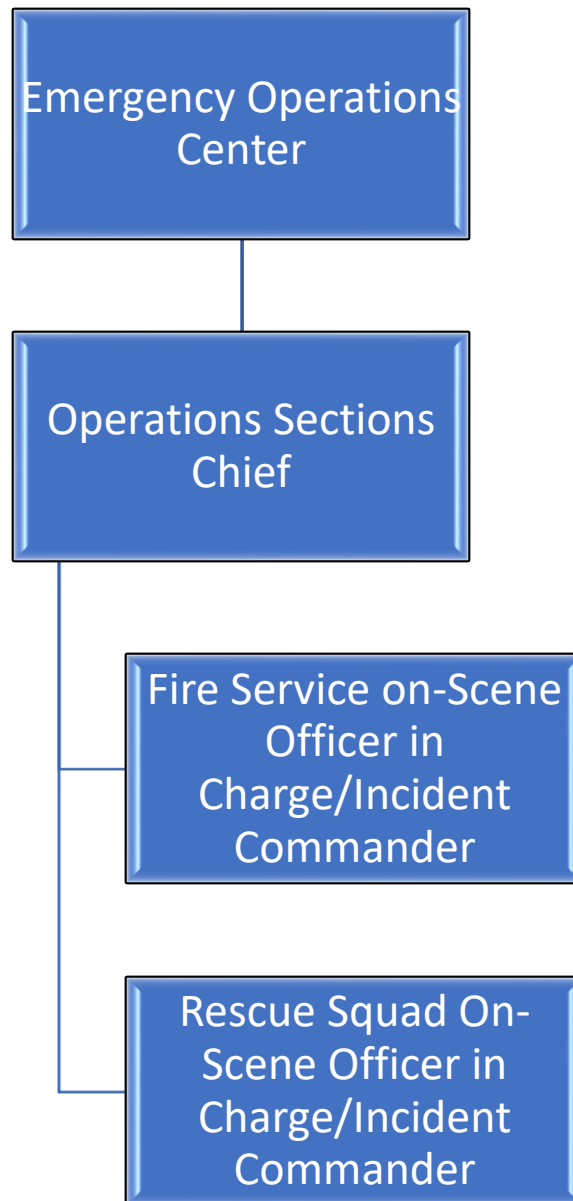 Emergency Operations
Center
Operations Sections
Chief
Fire Service on-Scene
Officer in
Charge/Incident
Commander
Rescue Squad On-
Scene Officer in
Charge/Incident
Commander